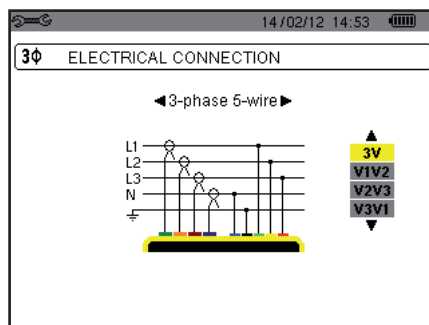 14/02/12 14:53
3Φ ELECTRICAL CONNECTION
◄3-phase 5-wire►
L1
L2
L3
N
3V
V1V2
V2V3
V3V1